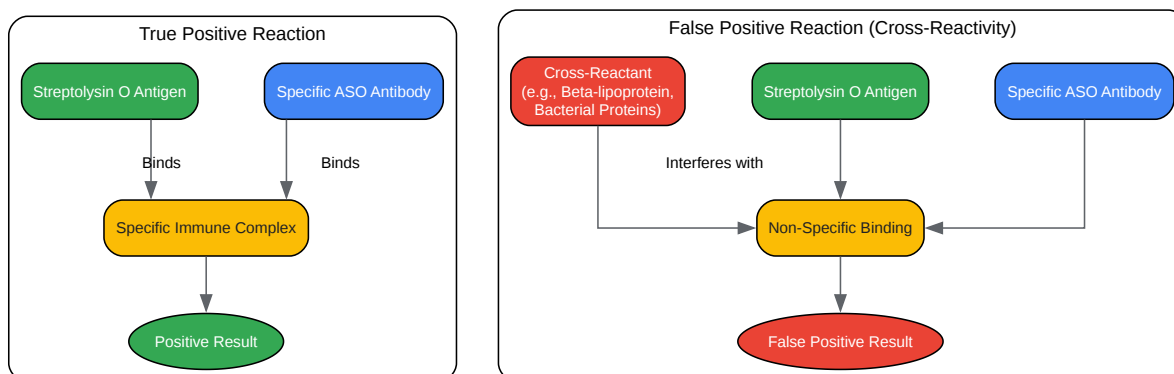 True Positive Reaction
Streptolysin O Antigen
Specific ASO Antibody
Binds
Binds
Specific Immune Complex
Positive Result
False Positive Reaction (Cross-Reactivity)
Cross-Reactant
(e.g., Beta-lipoprotein,
Bacterial Proteins)
Streptolysin O Antigen
Specific ASO Antibody
Interferes with
Non-Specific Binding
False Positive Result